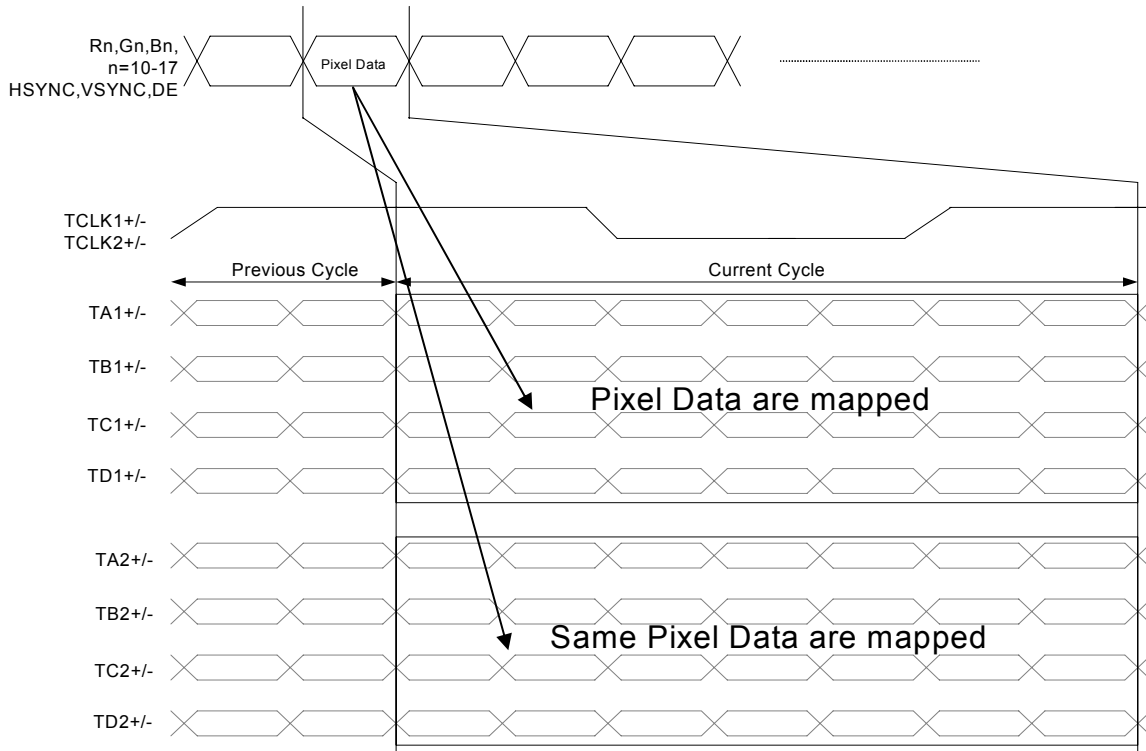 Rn,Gn,Bn,
n=10-17
HSYNC,VSYNC,DE
Pixel Data
TCLK1+/-
TCLK2+/-
Previous Cycle
Current Cycle
TA1+/-
TB1+/-
Pixel Data are mapped
TC1+/-
TD1+/-
TA2+/-
TB2+/-
Same Pixel Data are mapped
TC2+/-
TD2+/-